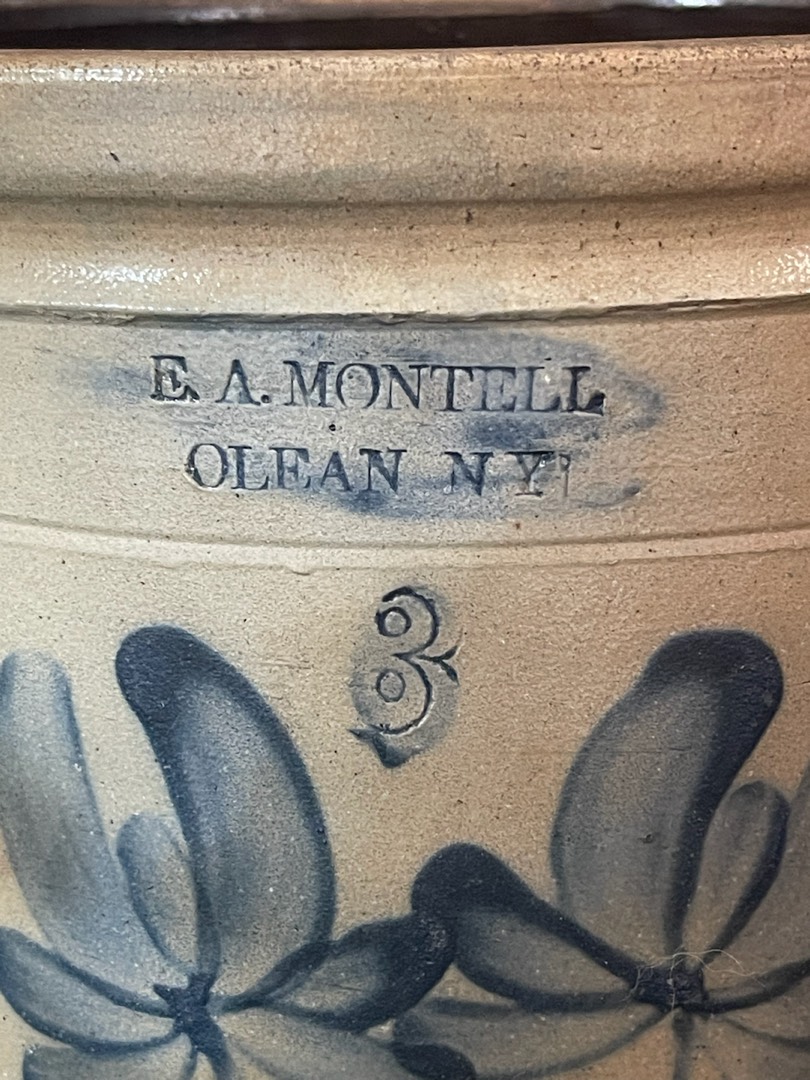 E. A. MONTELL
OLEAN N Y
3